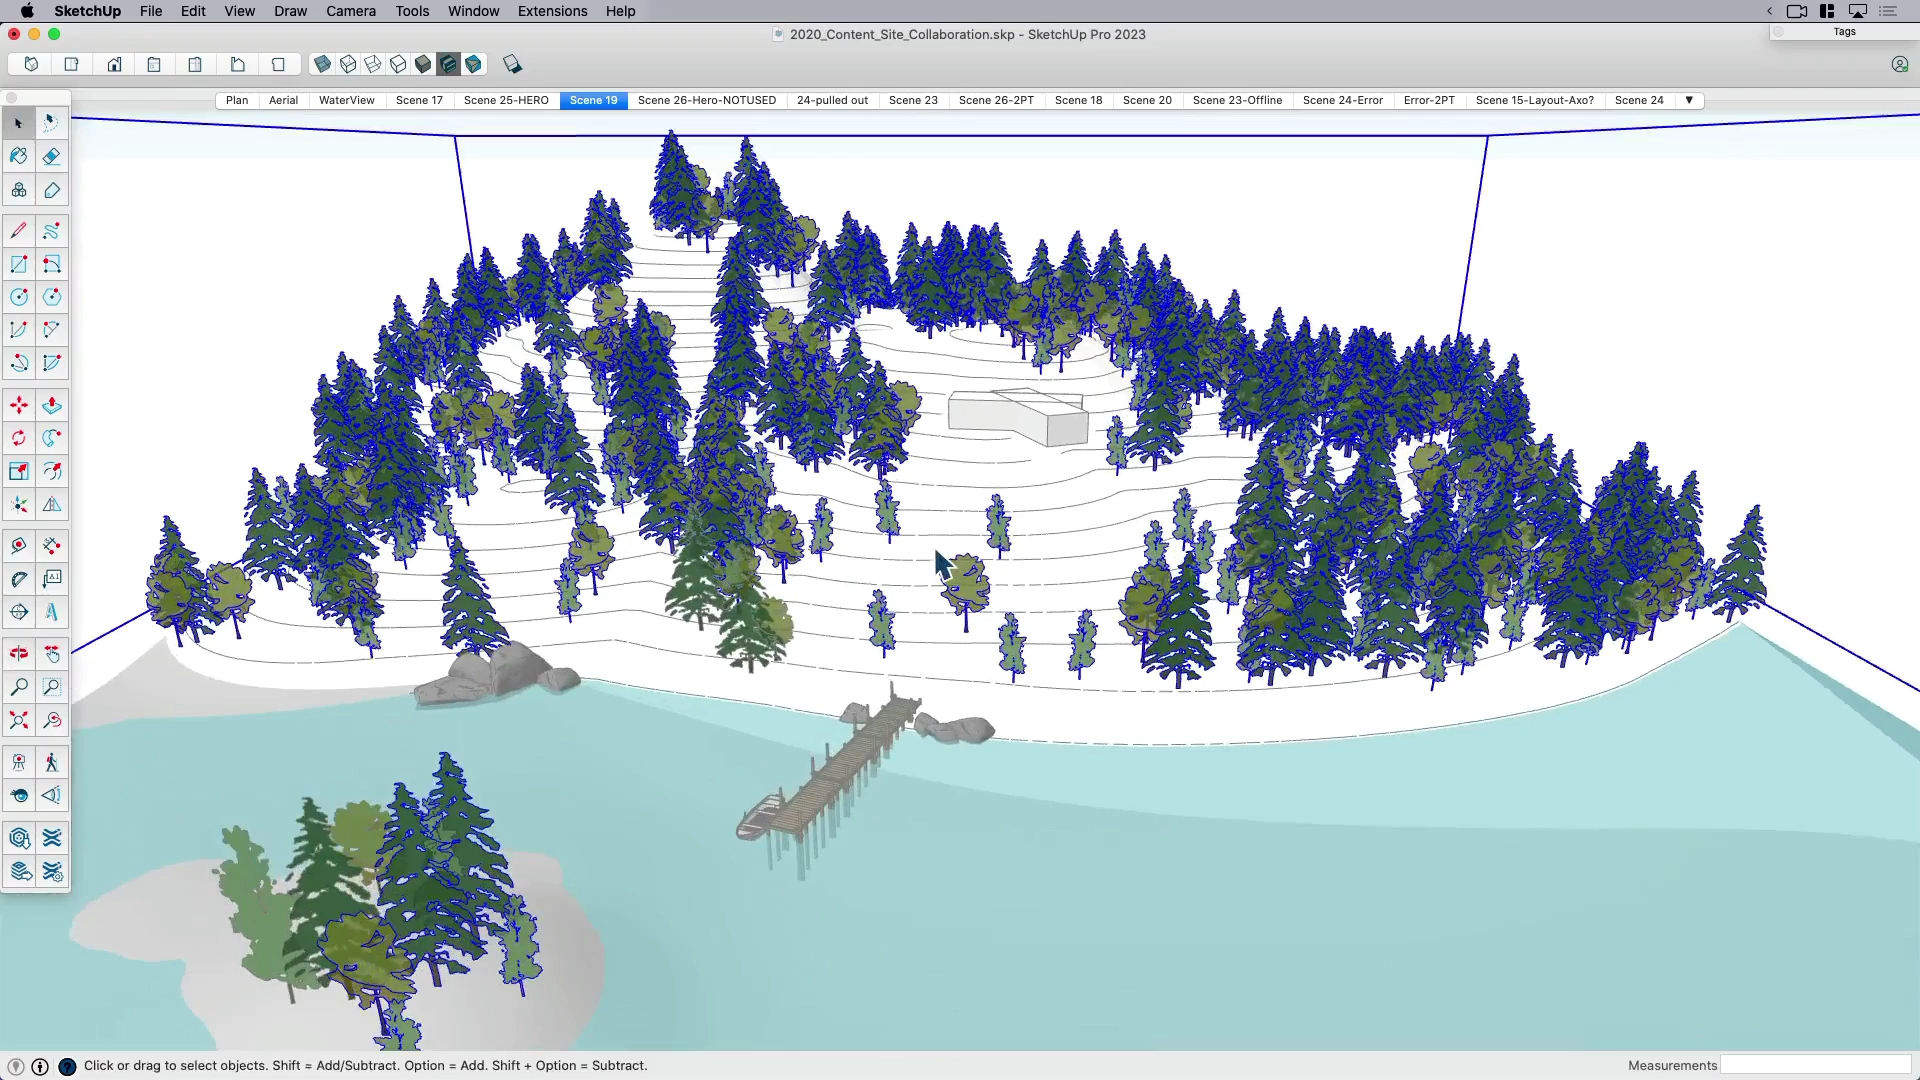 SketchUp File Edit View Draw Camera Tools Window Extensions Help
2020_Content_Site_Collaboration.skp - SketchUp Pro 2023
Tags
Plan Aerial WaterView Scene 17 Scene 25-HERO Scene 19 Scene 26-Hero-NOTUSED 24-pulled out Scene 23 Scene 26-2PT Scene 18 Scene 20 Scene 23-Offline Scene 24-Error Error-2PT Scene 15-Layout-Axo? Scene 24
A1
Click or drag to select objects. Shift = Add/Subtract. Option = Add. Shift + Option = Subtract.
Measurements